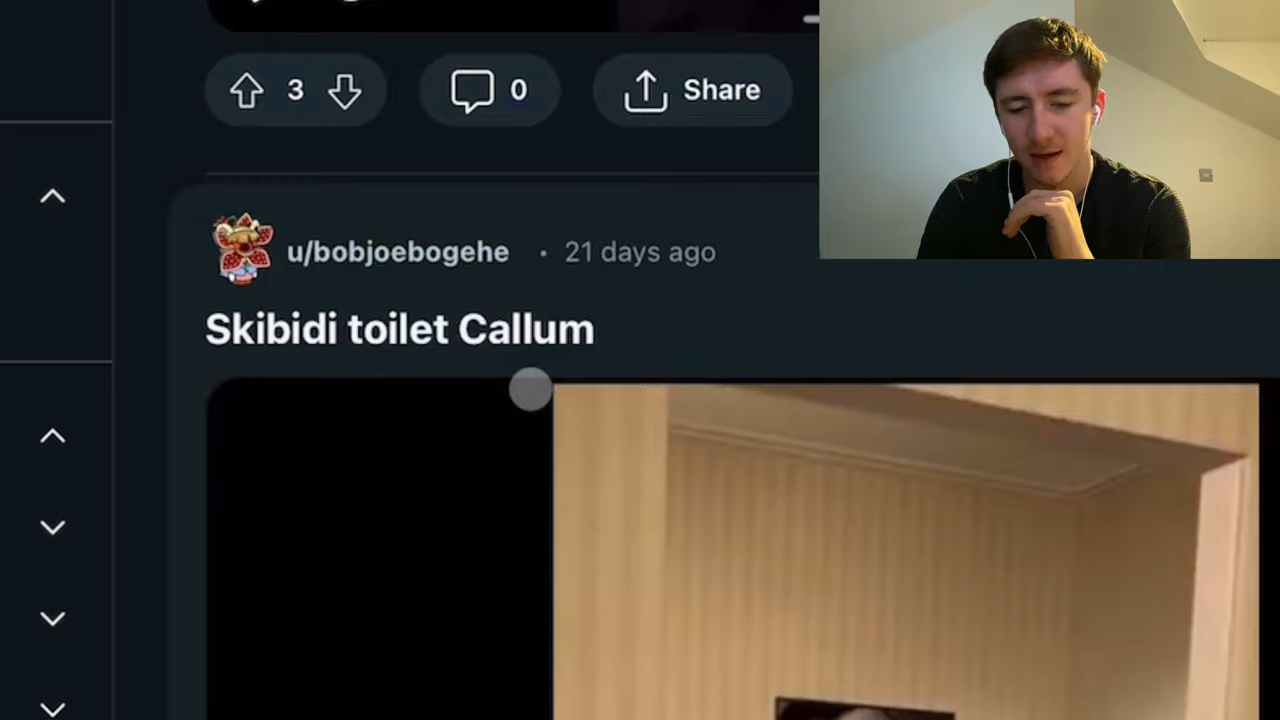 3
0
Share
u/bobjoebogehe • 21 days ago
Skibidi toilet Callum